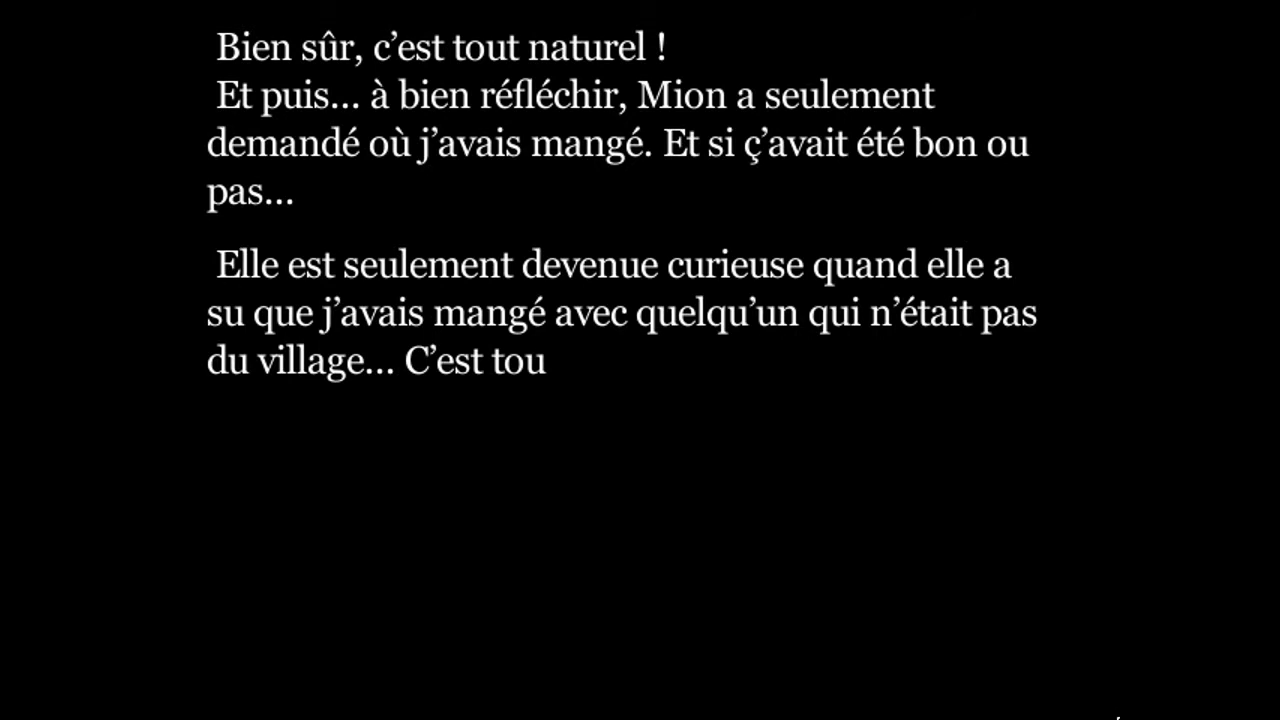 Bien sûr, c’est tout naturel !
Et puis... à bien réfléchir, Mion a seulement
demandé où j’avais mangé. Et si ç’avait été bon ou
pas...
Elle est seulement devenue curieuse quand elle a
su que j’avais mangé avec quelqu’un qui n’était pas
du village... C’est tou